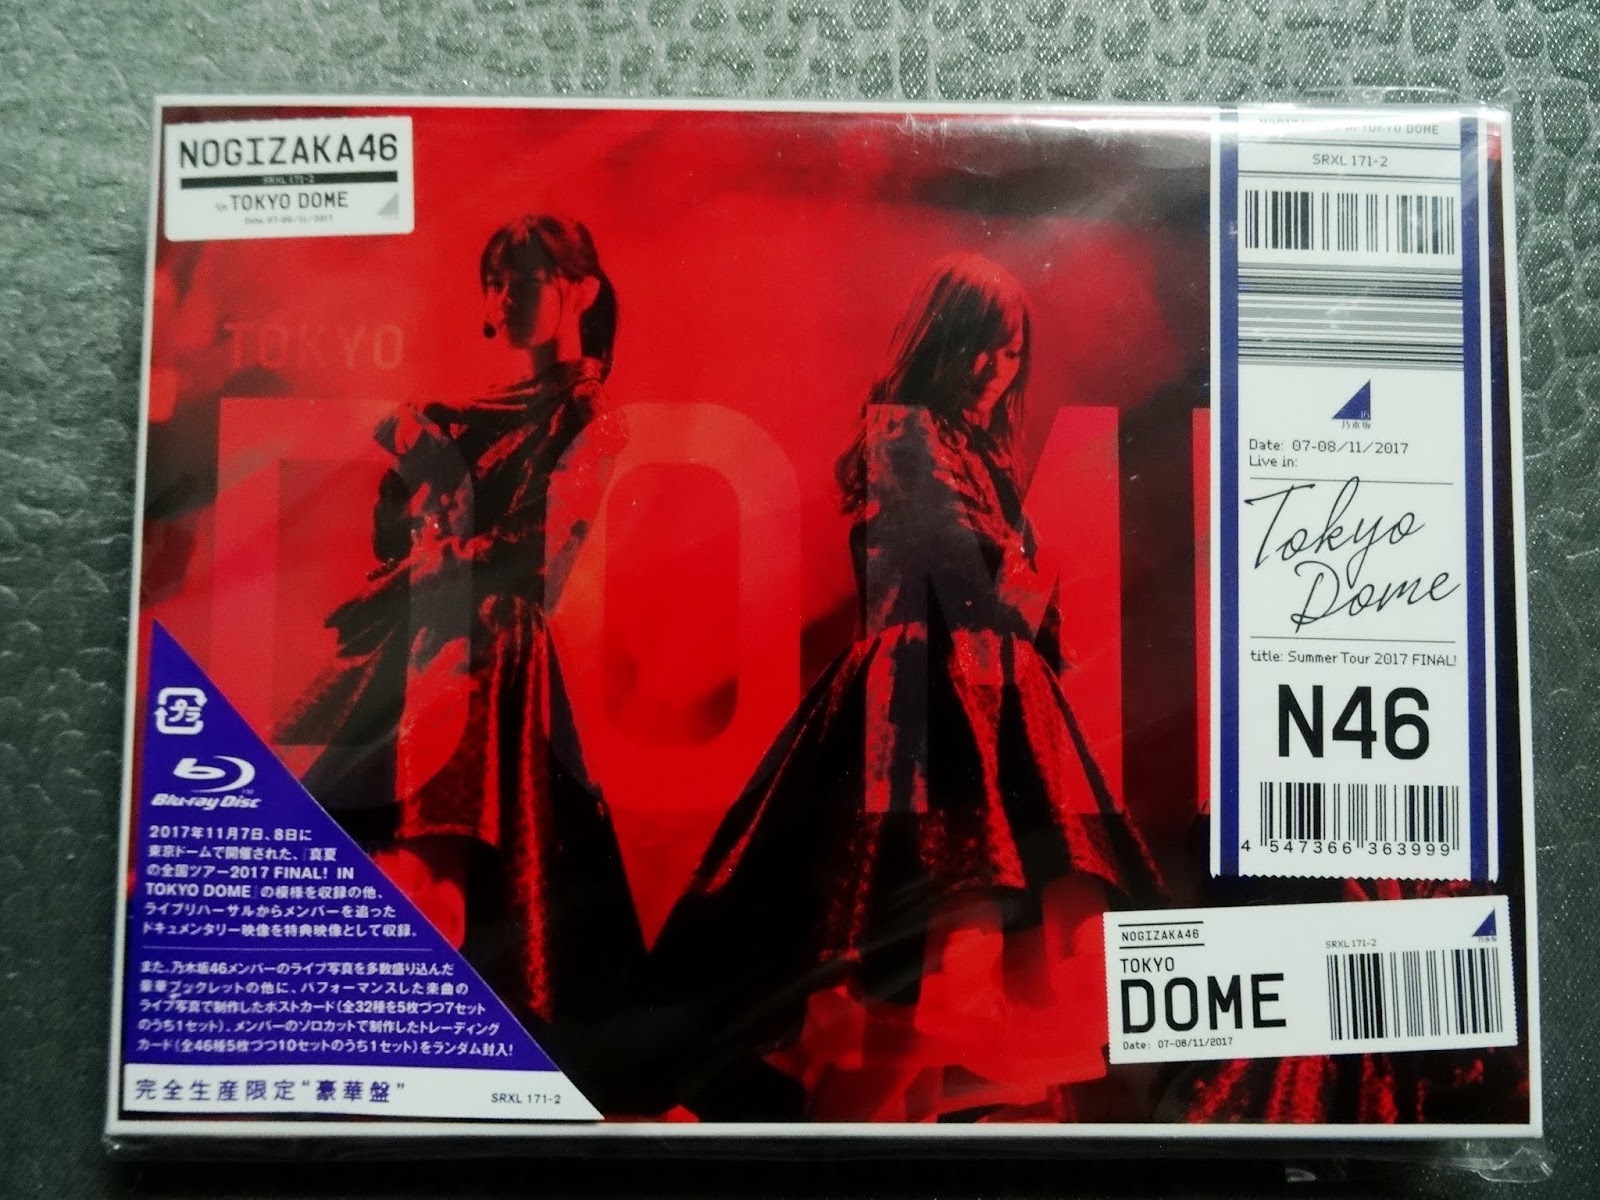 NOGIZAKA46
SRXL 171-2
in TOKYO DOME
Date: 07-08/11/2017
TOKYO
DOM
プラ
Blu-ray Disc
2017年11月7日、8日に
東京ドームで開催された、『真夏
の全国ツアー2017 FINAL! IN
TOKYO DOME』の模様を収録の他、
ライブリハーサルからメンバーを追った
ドキュメンタリー映像を特典映像として収録。
また、乃木坂46メンバーのライブ写真を多数盛り込んだ
豪華ブックレットの他に、パフォーマンスした楽曲の
ライブ写真で制作したポストカード(全32種を5枚づつ7セット
のうち1セット)、メンバーのソロカットで制作したトレーディング
カード(全46種5枚づつ10セットのうち1セット)をランダム封入!
完全生産限定"豪華盤"
SRXL 171-2
in TOKYO DOME
SRXL 171-2
46
乃木坂
Date: 07-08/11/2017
Live in:
Tokyo
Dome
title: Summer Tour 2017 FINAL!
N46
4 547366 363999
NOGIZAKA46
TOKYO
DOME
Date: 07-08/11/2017
SRXL 171-2
乃木坂